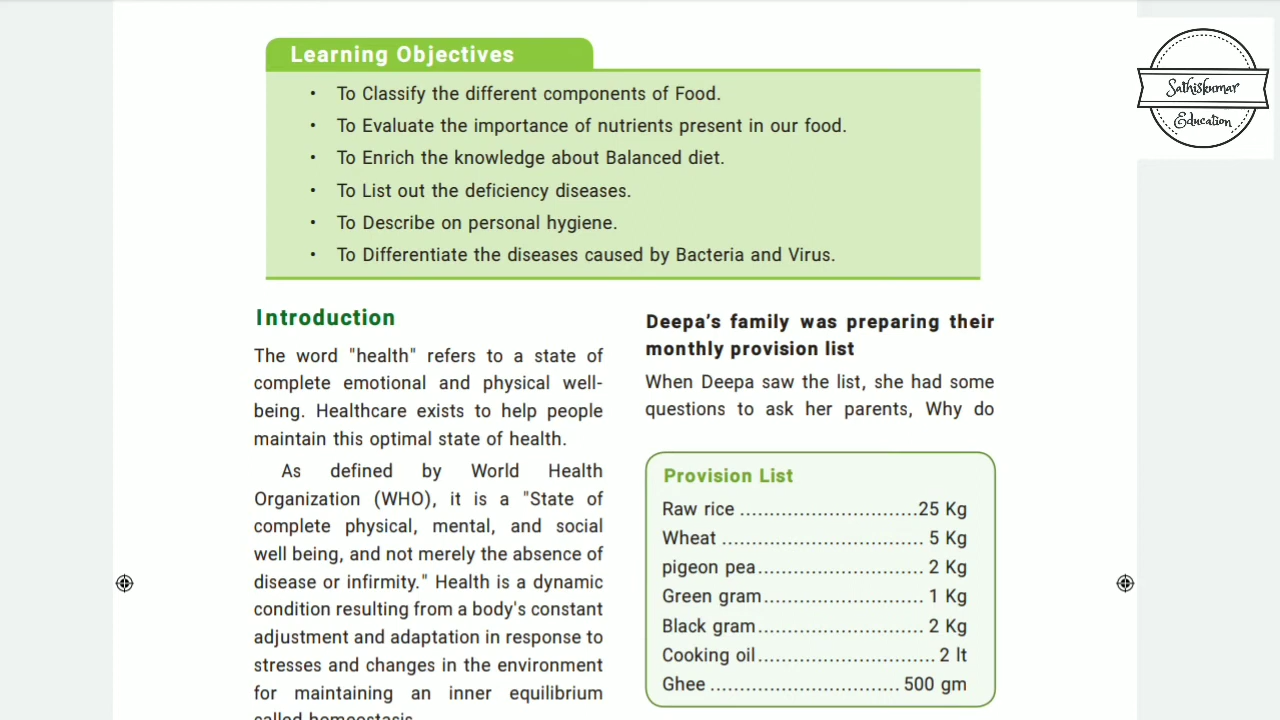 Learning Objectives
• To Classify the different components of Food.
• To Evaluate the importance of nutrients present in our food.
• To Enrich the knowledge about Balanced diet.
• To List out the deficiency diseases.
• To Describe on personal hygiene.
• To Differentiate the diseases caused by Bacteria and Virus.
Sathiskumar
Education
Introduction
The word "health" refers to a state of
complete emotional and physical well-
being. Healthcare exists to help people
maintain this optimal state of health.
As defined by World Health
Organization (WHO), it is a "State of
complete physical, mental, and social
well being, and not merely the absence of
disease or infirmity." Health is a dynamic
condition resulting from a body's constant
adjustment and adaptation in response to
stresses and changes in the environment
for maintaining an inner equilibrium
called homeostasis.
Deepa's family was preparing their
monthly provision list
When Deepa saw the list, she had some
questions to ask her parents, Why do
Provision List
Raw rice ................................25 Kg
Wheat .................................... 5 Kg
pigeon pea.............................. 2 Kg
Green gram............................. 1 Kg
Black gram.............................. 2 Kg
Cooking oil................................ 2 lt
Ghee .................................. 500 gm